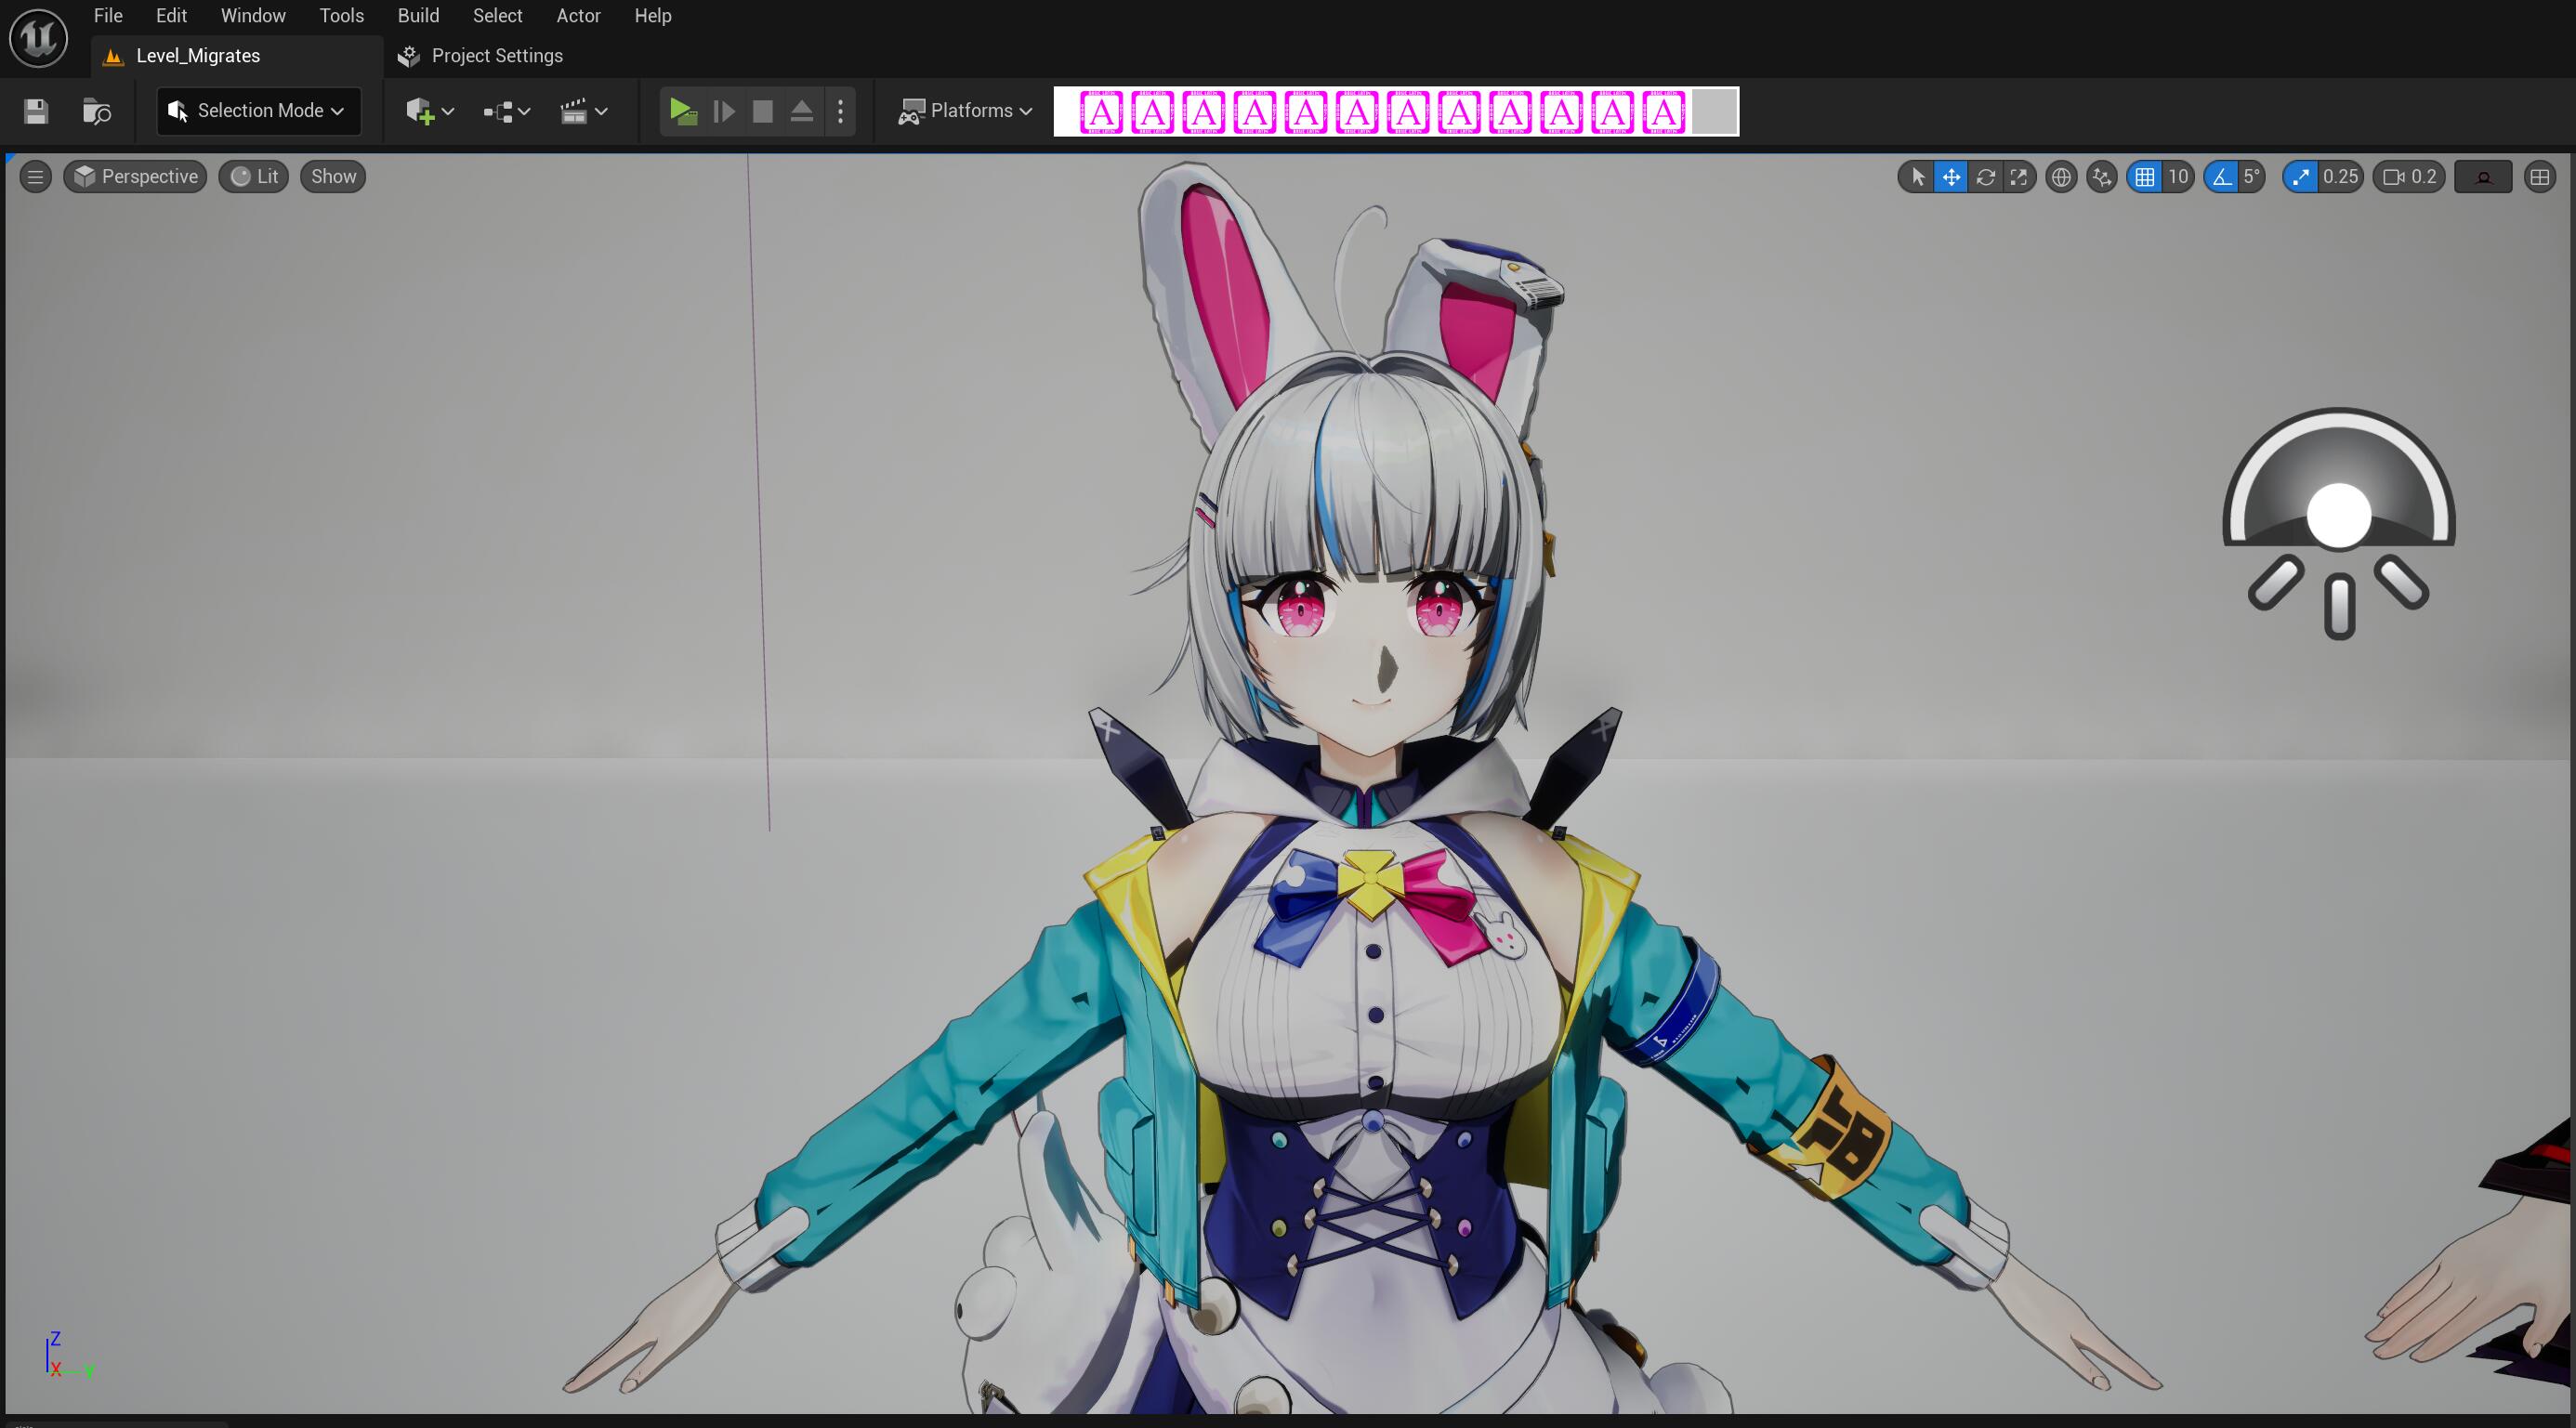 File Edit Window Tools Build Select Actor Help
Level_Migrates Project Settings
Selection Mode Platforms A A A A A A A A A A A A
Perspective Lit Show 10 5° 0.25 0.2
Z
X Y